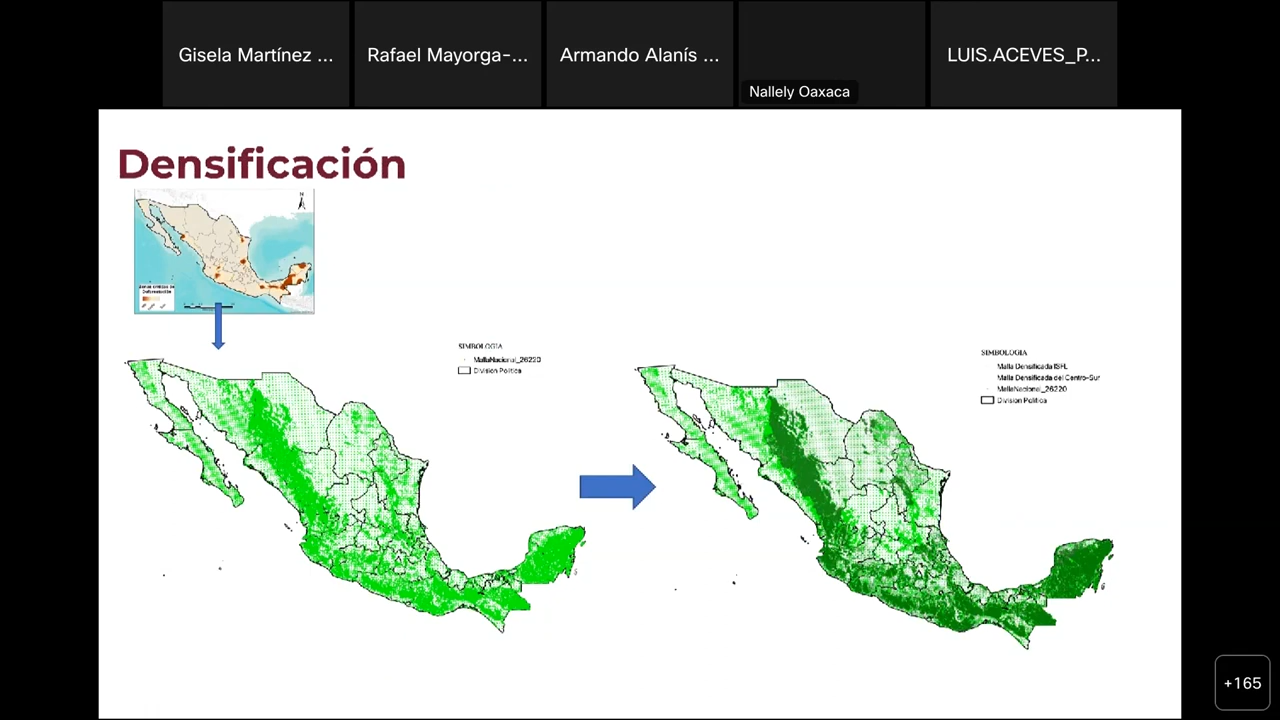 Gisela Martínez ...
Rafael Mayorga-...
Armando Alanís ...
Nallely Oaxaca
LUIS.ACEVES_P...
Densificación
N
SIMBOLOGIA
MallaNacional_26220
Division Politica
SIMBOLOGIA
Malla Densificada ISFL
Malla Densificada del Centro-Sur
MallaNacional_26220
Division Politica
+165